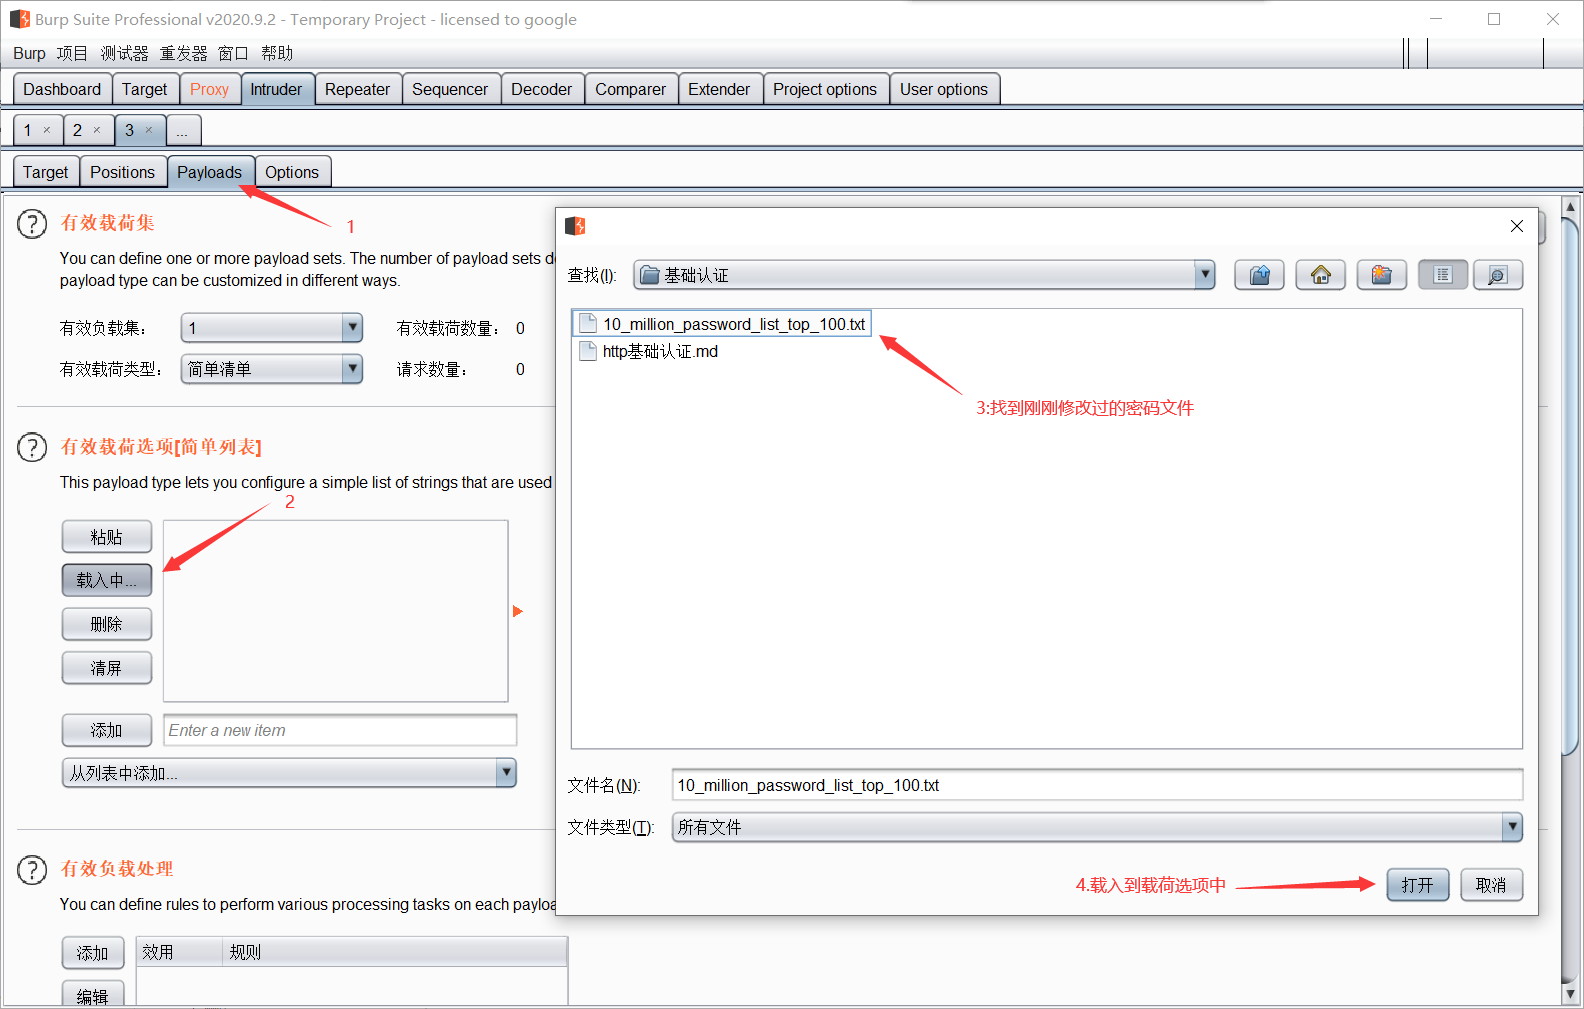 Burp Suite Professional v2020.9.2 - Temporary Project - licensed to google
Burp 项目 测试器 重发器 窗口 帮助
Dashboard Target Proxy Intruder Repeater Sequencer Decoder Comparer Extender Project options User options
1 × 2 × 3 × ...
Target Positions Payloads Options
1
有效载荷集
You can define one or more payload sets. The number of payload sets de
payload type can be customized in different ways.
有效负载集: 1 有效载荷数量: 0
有效载荷类型: 简单清单 请求数量: 0
有效载荷选项[简单列表]
This payload type lets you configure a simple list of strings that are used
2
粘贴
载入中...
删除
清屏
添加 Enter a new item
从列表中添加...
有效负载处理
You can define rules to perform various processing tasks on each payloa
添加 效用 规则
编辑
查找(I): 基础认证
10_million_password_list_top_100.txt
http基础认证.md
3:找到刚刚修改过的密码文件
文件名(N): 10_million_password_list_top_100.txt
文件类型(T): 所有文件
4.载入到载荷选项中 打开 取消